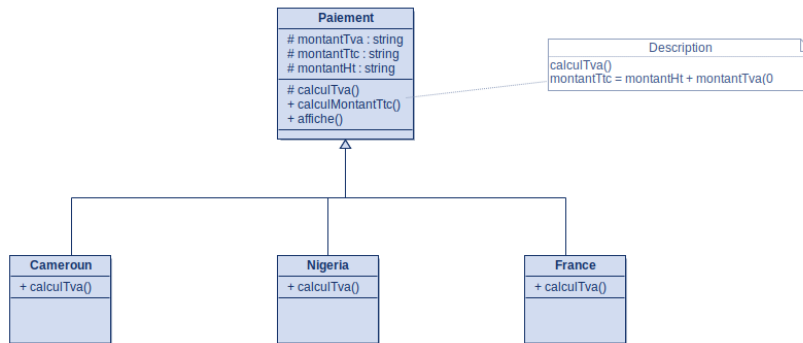 Paiement
# montantTva : string
# montantTtc : string
# montantHt : string
# calculTva()
+ calculMontantTtc()
+ affiche()
Description
calculTva()
montantTtc = montantHt + montantTva(0
Cameroun
+ calculTva()
Nigeria
+ calculTva()
France
+ calculTva()